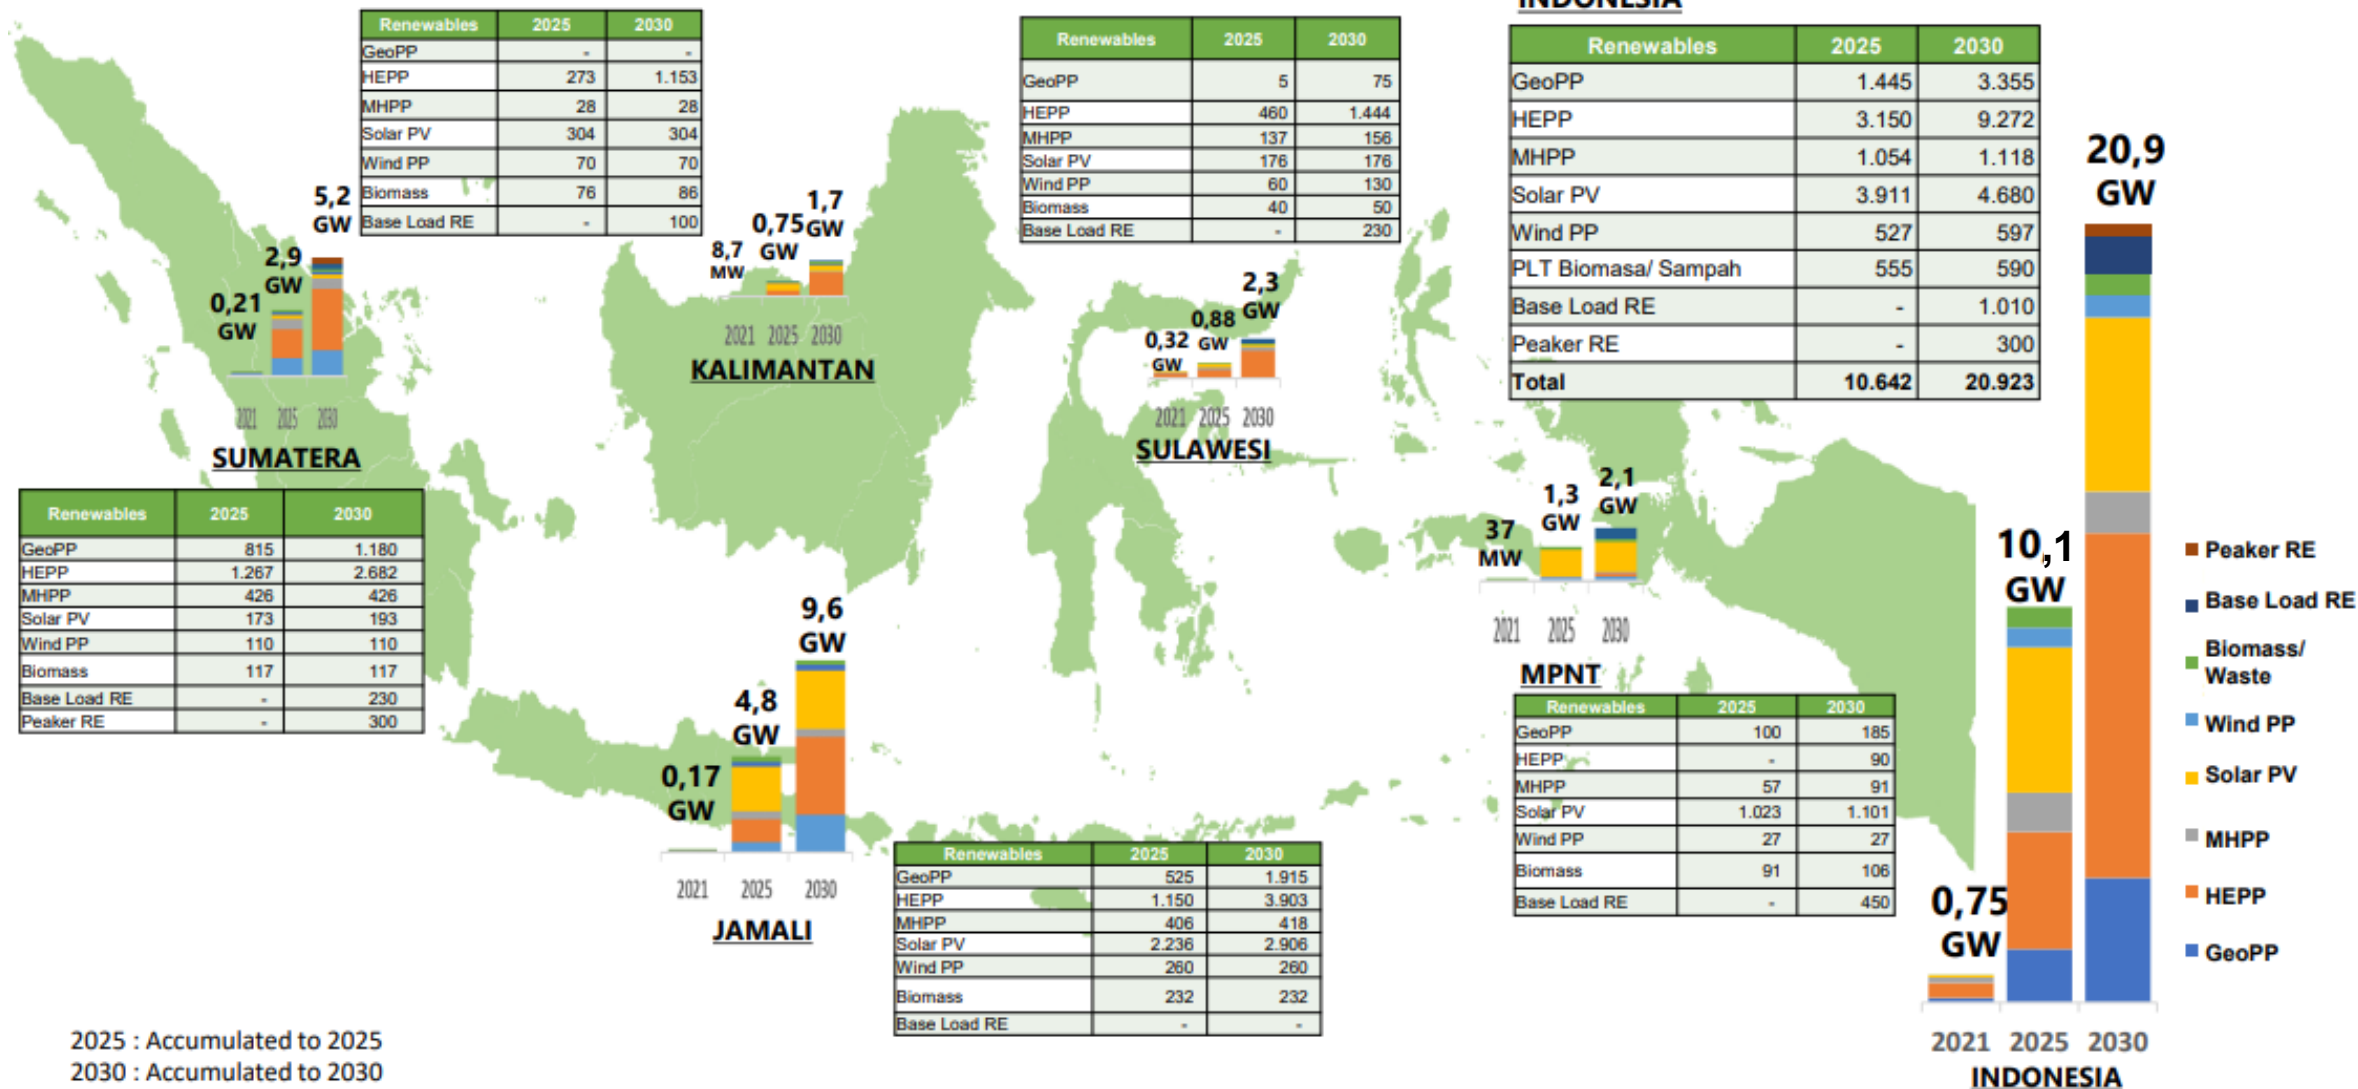 Renewables 2025 2030
GeoPP - -
HEPP 273 1.153
MHPP 28 28
Solar PV 304 304
Wind PP 70 70
Biomass 76 86
Base Load RE - 100
Renewables 2025 2030
GeoPP 5 75
HEPP 460 1.444
MHPP 137 156
Solar PV 176 176
Wind PP 60 130
Biomass 40 50
Base Load RE - 230
INDONESIA
Renewables 2025 2030
GeoPP 1.445 3.355
HEPP 3.150 9.272
MHPP 1.054 1.118
Solar PV 3.911 4.680
Wind PP 527 597
PLT Biomasa/ Sampah 555 590
Base Load RE - 1.010
Peaker RE - 300
Total 10.642 20.923
0,21
GW
2,9
GW
5,2
GW
2021 2025 2030
SUMATERA
8,7
MW
0,75
GW
1,7
GW
2021 2025 2030
KALIMANTAN
0,32
GW
0,88
GW
2,3
GW
2021 2025 2030
SULAWESI
Renewables 2025 2030
GeoPP 815 1.180
HEPP 1.267 2.682
MHPP 426 426
Solar PV 173 193
Wind PP 110 110
Biomass 117 117
Base Load RE - 230
Peaker RE - 300
37
MW
1,3
GW
2,1
GW
2021 2025 2030
MPNT
Renewables 2025 2030
GeoPP 100 185
HEPP - 90
MHPP 57 91
Solar PV 1.023 1.101
Wind PP 27 27
Biomass 91 106
Base Load RE - 450
0,17
GW
4,8
GW
9,6
GW
2021 2025 2030
JAMALI
Renewables 2025 2030
GeoPP 525 1.915
HEPP 1.150 3.903
MHPP 406 418
Solar PV 2.236 2.906
Wind PP 260 260
Biomass 232 232
Base Load RE - -
0,75
GW
10,1
GW
20,9
GW
2021 2025 2030
INDONESIA
Peaker RE
Base Load RE
Biomass/
Waste
Wind PP
Solar PV
MHPP
HEPP
GeoPP
2025 : Accumulated to 2025
2030 : Accumulated to 2030